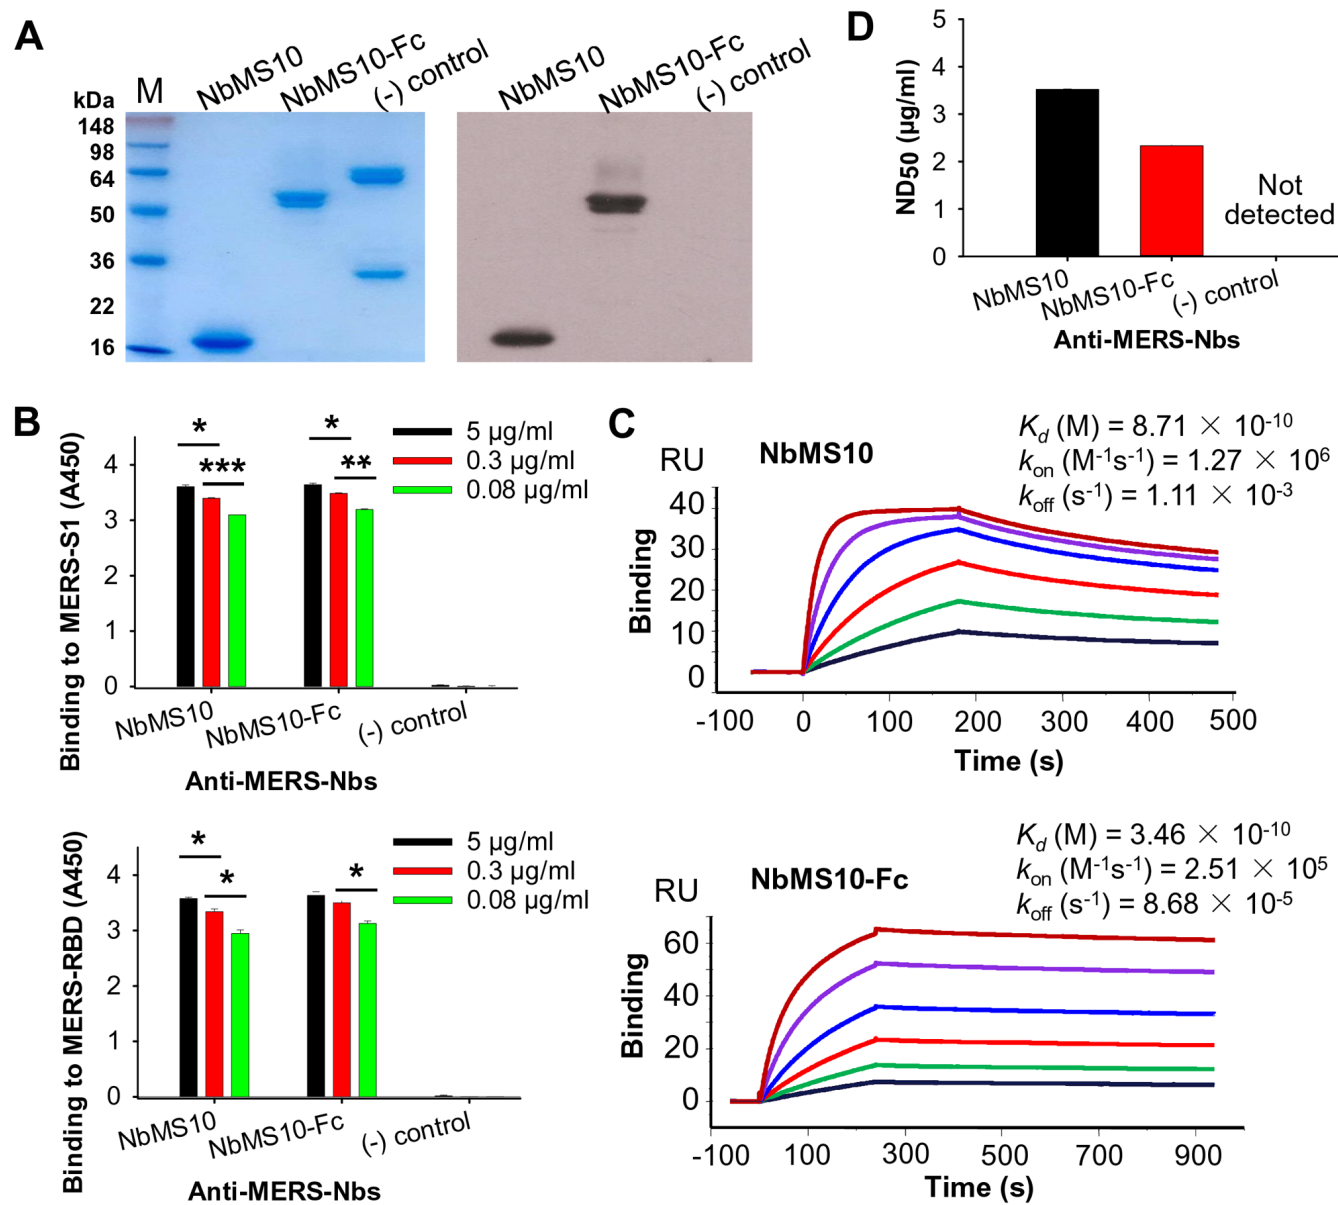 A
kDa
M
NbMS10
NbMS10-Fc
(-) control
NbMS10
NbMS10-Fc
(-) control
148
98
64
50
36
22
16
D
ND50 (µg/ml)
5
4
3
2
1
0
Not
detected
NbMS10
NbMS10-Fc
(-) control
Anti-MERS-Nbs
B
Binding to MERS-S1 (A450)
4
3
2
1
0
*
***
*
**
5 µg/ml
0.3 µg/ml
0.08 µg/ml
NbMS10
NbMS10-Fc
(-) control
Anti-MERS-Nbs
Binding to MERS-RBD (A450)
4
3
2
1
0
*
*
*
5 µg/ml
0.3 µg/ml
0.08 µg/ml
NbMS10
NbMS10-Fc
(-) control
Anti-MERS-Nbs
C
RU
NbMS10
Kd (M) = 8.71 × 10-10
kon (M-1s-1) = 1.27 × 106
koff (s-1) = 1.11 × 10-3
Binding
40
30
20
10
0
-100 0 100 200 300 400 500
Time (s)
RU
NbMS10-Fc
Kd (M) = 3.46 × 10-10
kon (M-1s-1) = 2.51 × 105
koff (s-1) = 8.68 × 10-5
Binding
60
40
20
0
-100 100 300 500 700 900
Time (s)